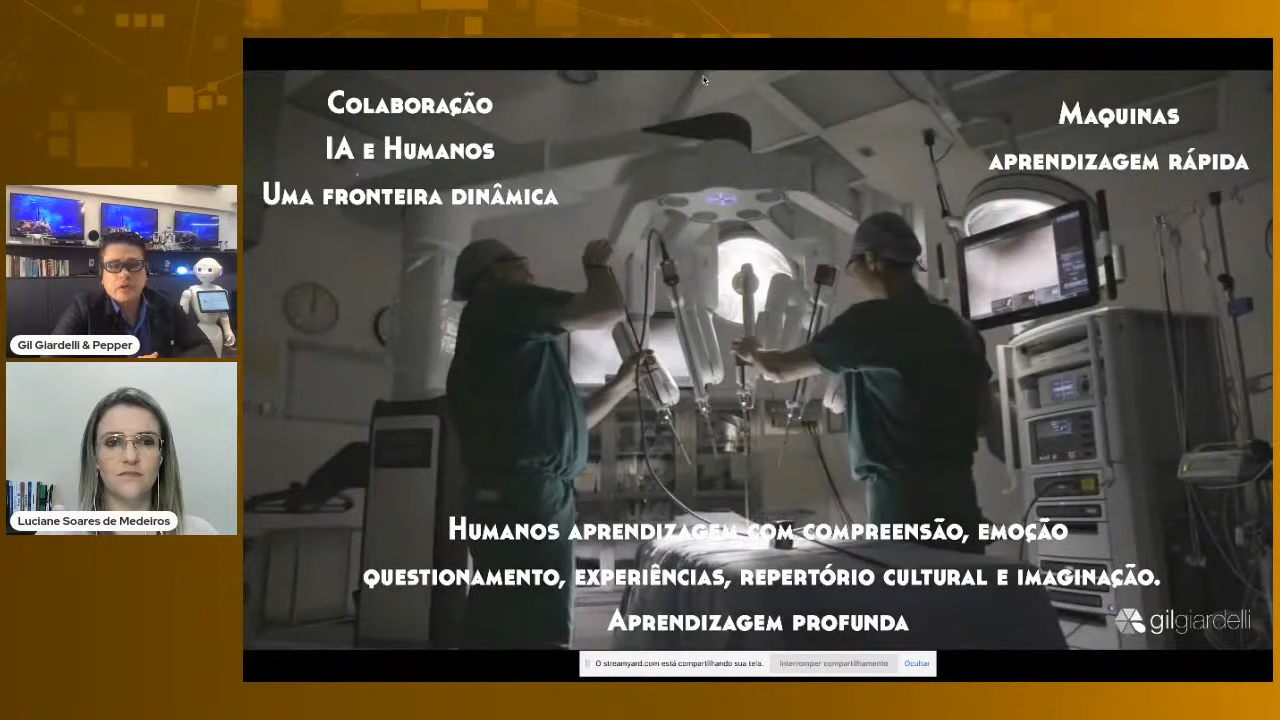 Colaboração
IA e Humanos
Uma fronteira dinâmica
Maquinas
aprendizagem rápida
Gil Giardelli & Pepper
Luciane Soares de Medeiros
Humanos aprendizagem com compreensão, emoção
questionamento, experiências, repertório cultural e imaginação.
Aprendizagem profunda
gilgiardelli
O streamyard.com está compartilhando sua tela.
Interromper compartilhamento
Ocultar